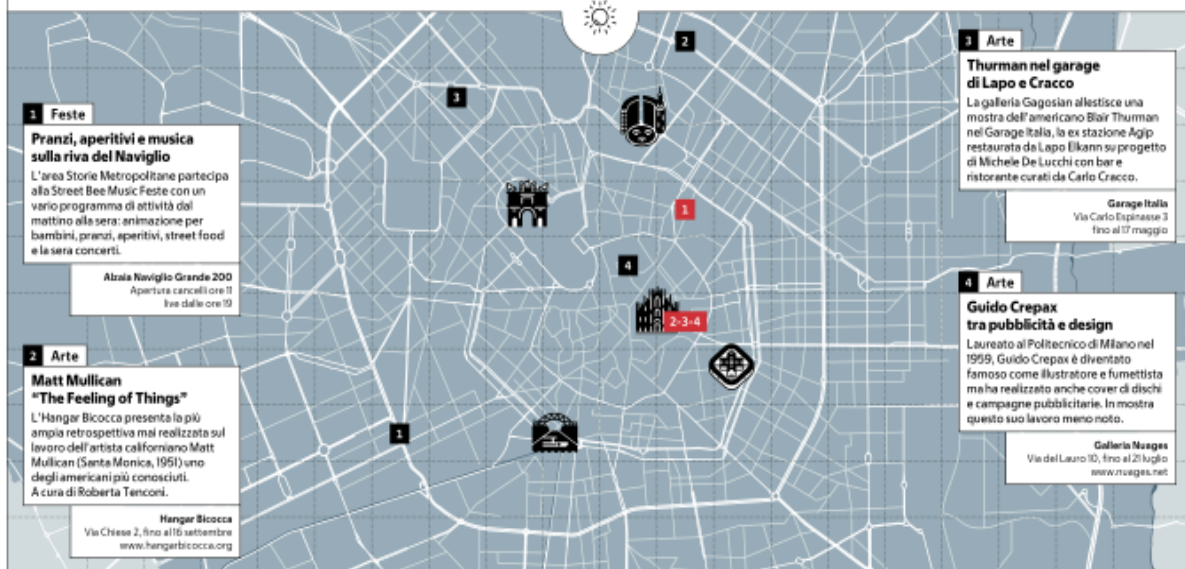 1 Feste
Pranzi, aperitivi e musica
sulla riva del Naviglio
L'area Storie Metropolitane partecipa
alla Street Bee Music Feste con un
vario programma di attività dal
mattino alla sera: animazione per
bambini, pranzi, aperitivi, street food
e la sera concerti.
Alzaia Naviglio Grande 200
Apertura cancelli ore 11
live dalle ore 19
2 Arte
Matt Mullican
"The Feeling of Things"
L'Hangar Bicocca presenta la più
ampia retrospettiva mai realizzata sul
lavoro dell'artista californiano Matt
Mullican (Santa Monica, 1951) uno
degli americani più conosciuti.
A cura di Roberta Tenconi.
Hangar Bicocca
Via Chiese 2, fino al 16 settembre
www.hangarbicocca.org
2
3
1
4
2-3-4
1
3 Arte
Thurman nel garage
di Lapo e Cracco
La galleria Gagosian allestisce una
mostra dell'americano Blair Thurman
nel Garage Italia, la ex stazione Agip
restaurata da Lapo Elkann su progetto
di Michele De Lucchi con bar e
ristorante curati da Carlo Cracco.
Garage Italia
Via Carlo Espinasse 3
fino al 17 maggio
4 Arte
Guido Crepax
tra pubblicità e design
Laureato al Politecnico di Milano nel
1959, Guido Crepax è diventato
famoso come illustratore e fumettista
ma ha realizzato anche cover di dischi
e campagne pubblicitarie. In mostra
questo suo lavoro meno noto.
Galleria Nuages
Via del Lauro 10, fino al 21 luglio
www.nuages.net